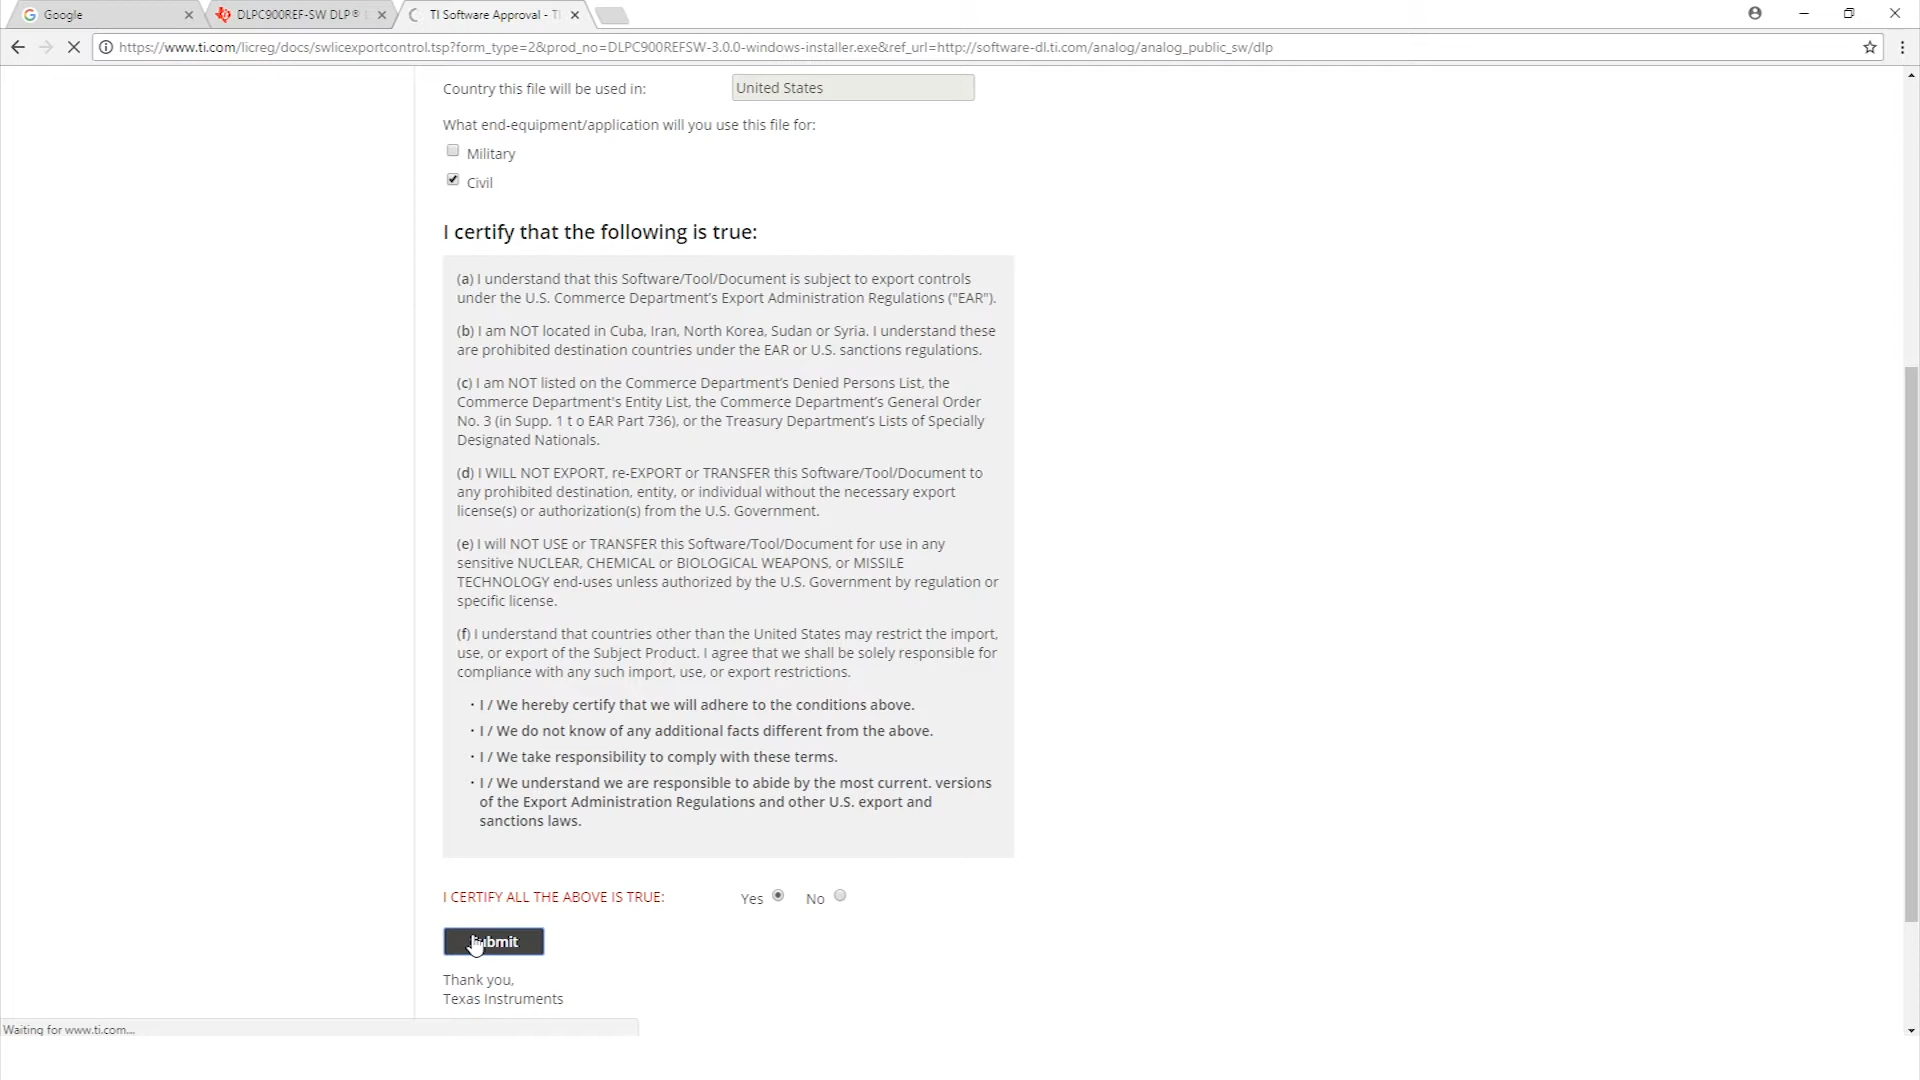 Google
DLPC900REF-SW DLP®
TI Software Approval - TI
https://www.ti.com/licreg/docs/swlicexportcontrol.tsp?form_type=2&prod_no=DLPC900REFSW-3.0.0-windows-installer.exe&ref_url=http://software-dl.ti.com/analog/analog_public_sw/dlp
Country this file will be used in: United States
What end-equipment/application will you use this file for:
Military
Civil
I certify that the following is true:
(a) I understand that this Software/Tool/Document is subject to export controls
under the U.S. Commerce Department's Export Administration Regulations ("EAR").
(b) I am NOT located in Cuba, Iran, North Korea, Sudan or Syria. I understand these
are prohibited destination countries under the EAR or U.S. sanctions regulations.
(c) I am NOT listed on the Commerce Department's Denied Persons List, the
Commerce Department's Entity List, the Commerce Department's General Order
No. 3 (in Supp. 1 t o EAR Part 736), or the Treasury Department's Lists of Specially
Designated Nationals.
(d) I WILL NOT EXPORT, re-EXPORT or TRANSFER this Software/Tool/Document to
any prohibited destination, entity, or individual without the necessary export
license(s) or authorization(s) from the U.S. Government.
(e) I will NOT USE or TRANSFER this Software/Tool/Document for use in any
sensitive NUCLEAR, CHEMICAL or BIOLOGICAL WEAPONS, or MISSILE
TECHNOLOGY end-uses unless authorized by the U.S. Government by regulation or
specific license.
(f) I understand that countries other than the United States may restrict the import,
use, or export of the Subject Product. I agree that we shall be solely responsible for
compliance with any such import, use, or export restrictions.
· I / We hereby certify that we will adhere to the conditions above.
· I / We do not know of any additional facts different from the above.
· I / We take responsibility to comply with these terms.
· I / We understand we are responsible to abide by the most current. versions
of the Export Administration Regulations and other U.S. export and
sanctions laws.
I CERTIFY ALL THE ABOVE IS TRUE: Yes No
Submit
Thank you,
Texas Instruments
Waiting for www.ti.com...